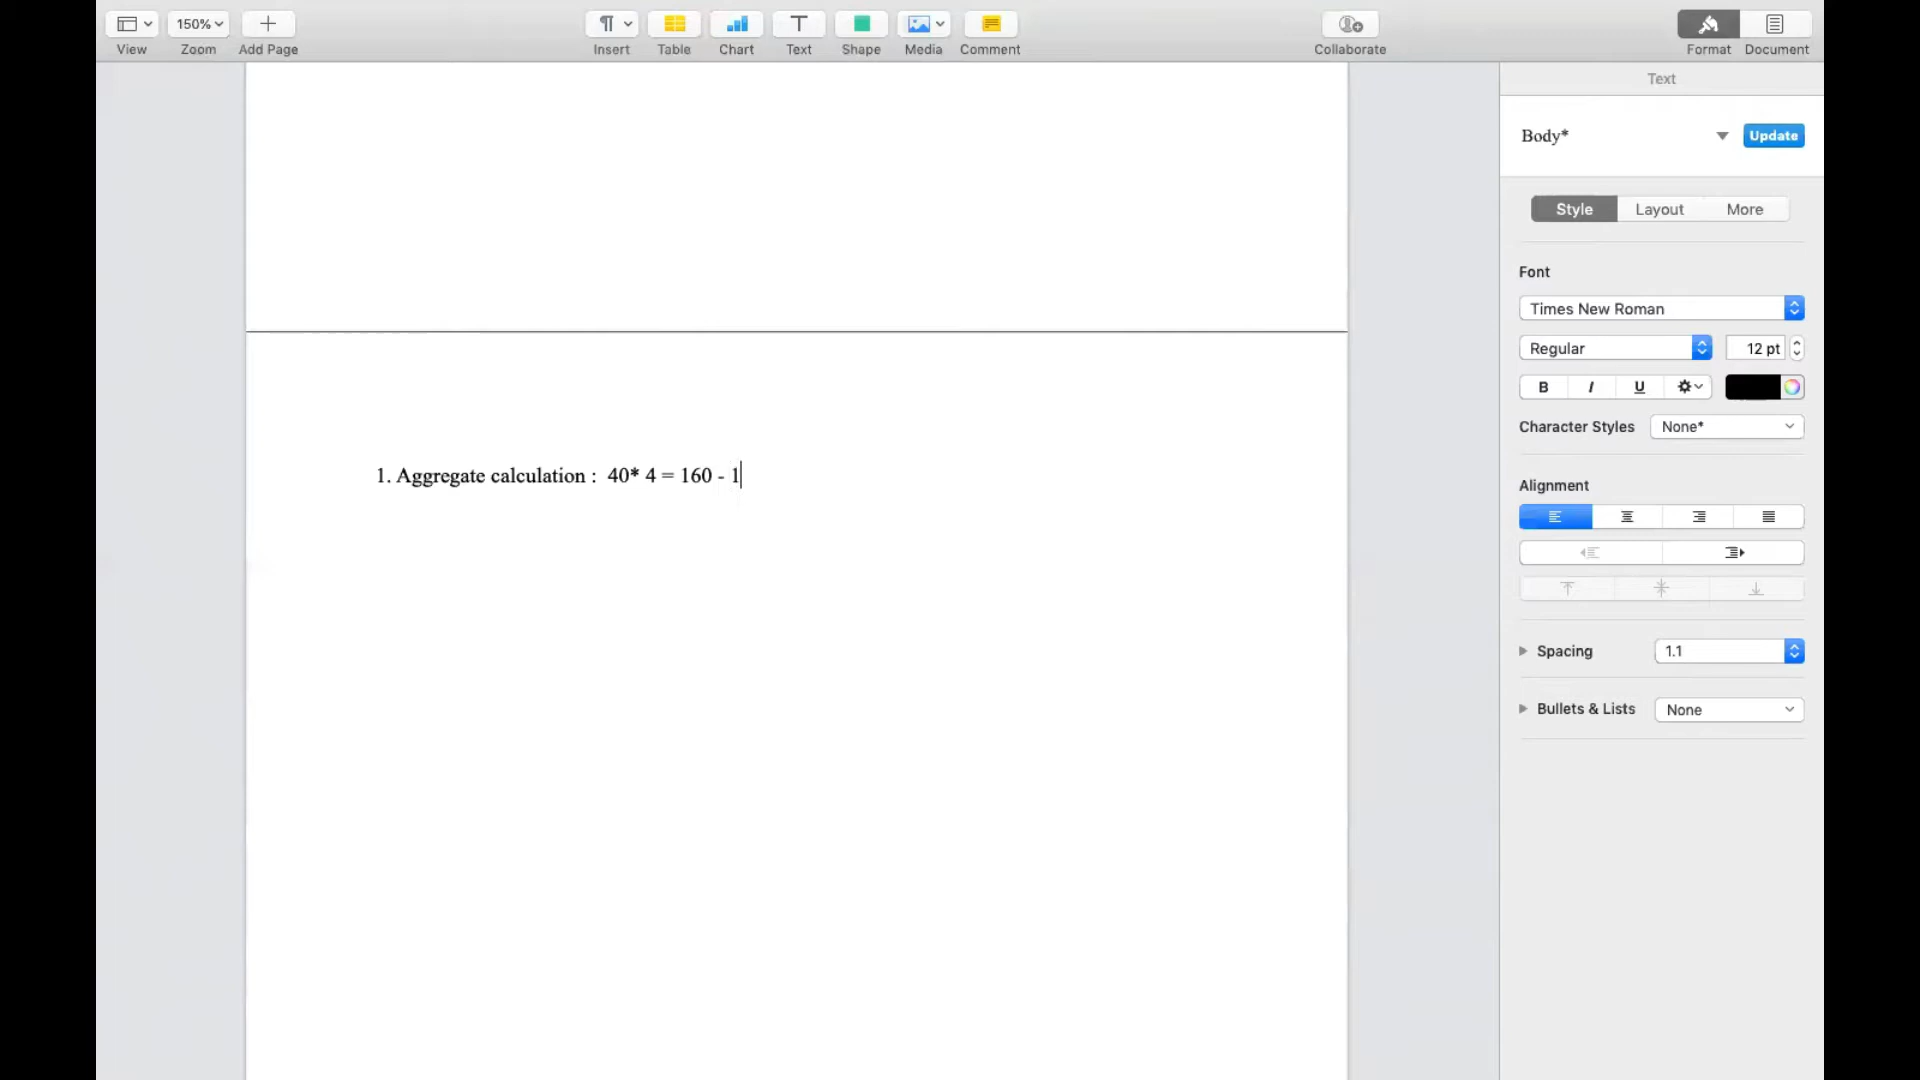 150%
View
Zoom
Add Page
Insert
Table
Chart
Text
Shape
Media
Comment
Collaborate
Format
Document
Text
Body*
Update
Style
Layout
More
Font
Times New Roman
Regular
12 pt
B
I
U
Character Styles
None*
1. Aggregate calculation : 40* 4 = 160 - 1
Alignment
Spacing
1.1
Bullets & Lists
None